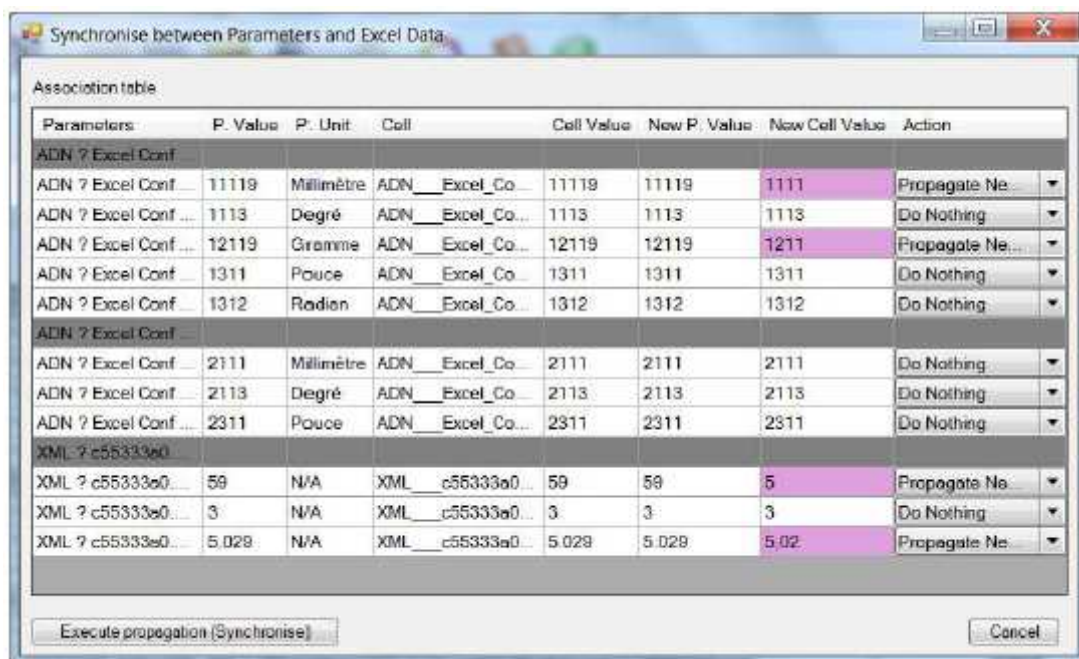 Synchronise between Parameters and Excel Data
Association table
Parameters P. Value P. Unit Cell Cell Value New P. Value New Cell Value Action
ADN ? Excel Conf ...
ADN ? Excel Conf ... 11119 Millimètre ADN___Excel_Co... 11119 11119 1111 Propagate Ne...
ADN ? Excel Conf ... 1113 Degré ADN___Excel_Co... 1113 1113 1113 Do Nothing
ADN ? Excel Conf ... 12119 Gramme ADN___Excel_Co... 12119 12119 1211 Propagate Ne...
ADN ? Excel Conf ... 1311 Pouce ADN___Excel_Co... 1311 1311 1311 Do Nothing
ADN ? Excel Conf ... 1312 Radian ADN___Excel_Co... 1312 1312 1312 Do Nothing
ADN ? Excel Conf ...
ADN ? Excel Conf ... 2111 Millimètre ADN___Excel_Co... 2111 2111 2111 Do Nothing
ADN ? Excel Conf ... 2113 Degré ADN___Excel_Co... 2113 2113 2113 Do Nothing
ADN ? Excel Conf ... 2311 Pouce ADN___Excel_Co... 2311 2311 2311 Do Nothing
XML ? c55333a0...
XML ? c55333a0... 59 N/A XML___c55333a0... 59 59 5 Propagate Ne...
XML ? c55333a0... 3 N/A XML___c55333a0... 3 3 3 Do Nothing
XML ? c55333a0... 5.029 N/A XML___c55333a0... 5.029 5.029 5,02 Propagate Ne...
Execute propagation (Synchronise) Cancel